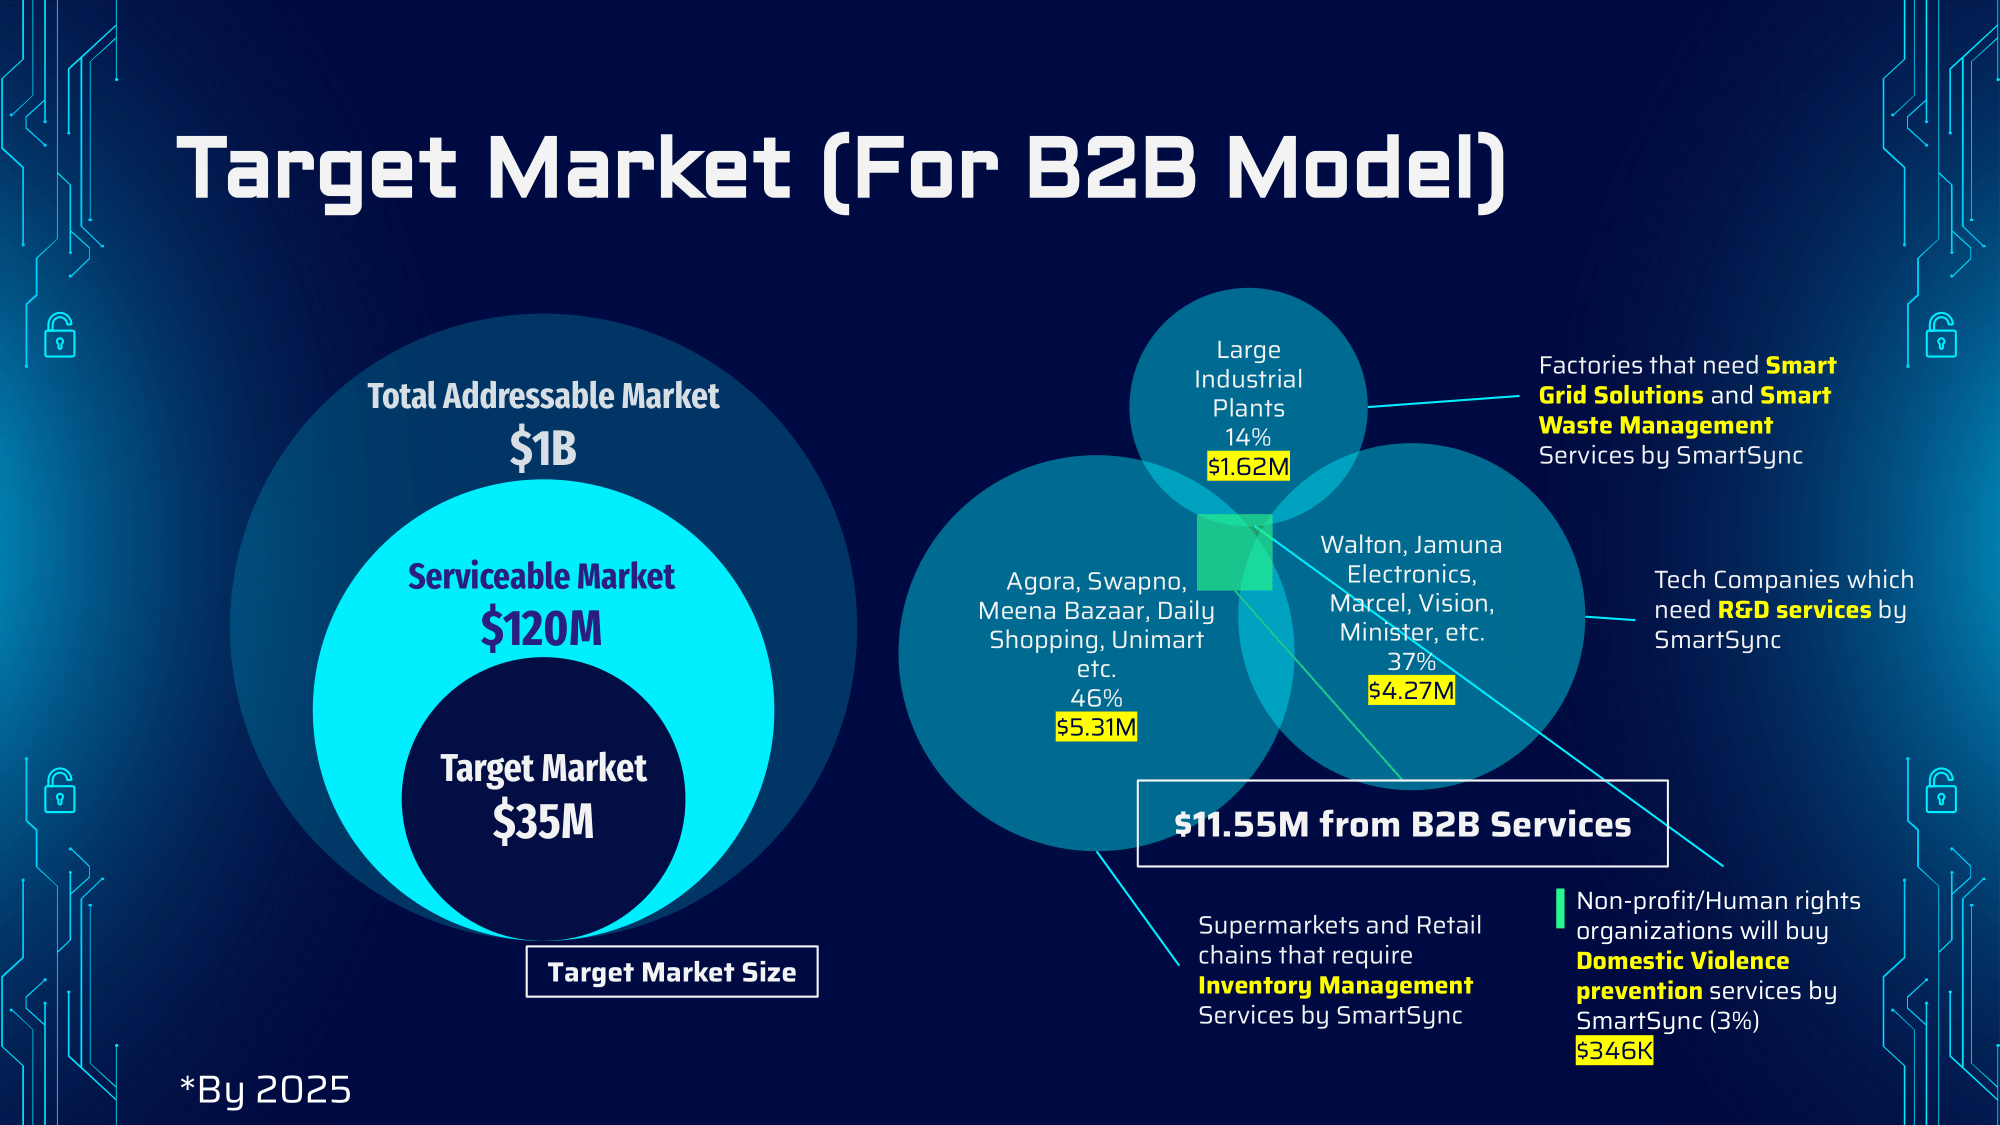 Target Market (For B2B Model)
Total Addressable Market
$1B
Serviceable Market
$120M
Target Market
$35M
Target Market Size
Large
Industrial
Plants
14%
$1.62M
Factories that need Smart
Grid Solutions and Smart
Waste Management
Services by SmartSync
Agora, Swapno,
Meena Bazaar, Daily
Shopping, Unimart
etc.
46%
$5.31M
Walton, Jamuna
Electronics,
Marcel, Vision,
Minister, etc.
37%
$4.27M
Tech Companies which
need R&D services by
SmartSync
$11.55M from B2B Services
Supermarkets and Retail
chains that require
Inventory Management
Services by SmartSync
Non-profit/Human rights
organizations will buy
Domestic Violence
prevention services by
SmartSync (3%)
$346K
*By 2025